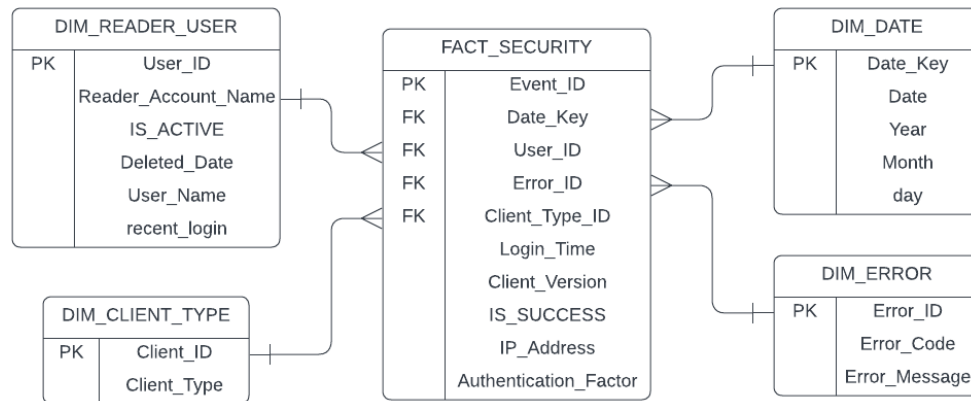 DIM_READER_USER
PK User_ID
Reader_Account_Name
IS_ACTIVE
Deleted_Date
User_Name
recent_login
DIM_CLIENT_TYPE
PK Client_ID
Client_Type
FACT_SECURITY
PK Event_ID
FK Date_Key
FK User_ID
FK Error_ID
FK Client_Type_ID
Login_Time
Client_Version
IS_SUCCESS
IP_Address
Authentication_Factor
DIM_DATE
PK Date_Key
Date
Year
Month
day
DIM_ERROR
PK Error_ID
Error_Code
Error_Message